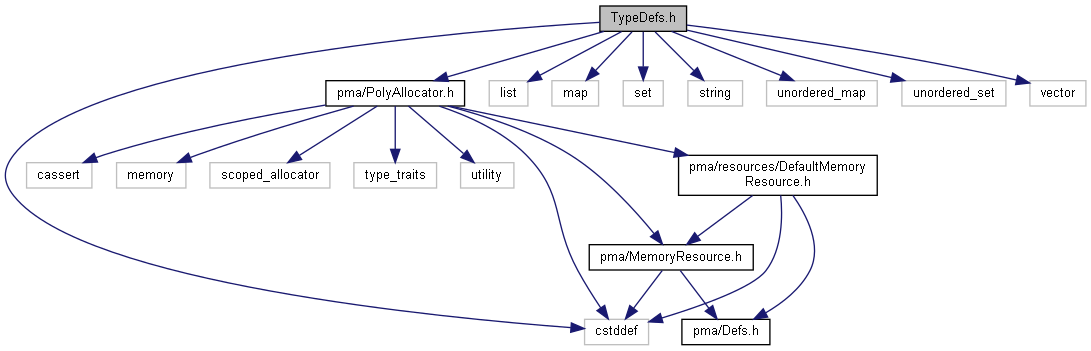 TypeDefs.h
pma/PolyAllocator.h
list
map
set
string
unordered_map
unordered_set
vector
cassert
memory
scoped_allocator
type_traits
utility
pma/resources/DefaultMemory
Resource.h
pma/MemoryResource.h
cstddef
pma/Defs.h